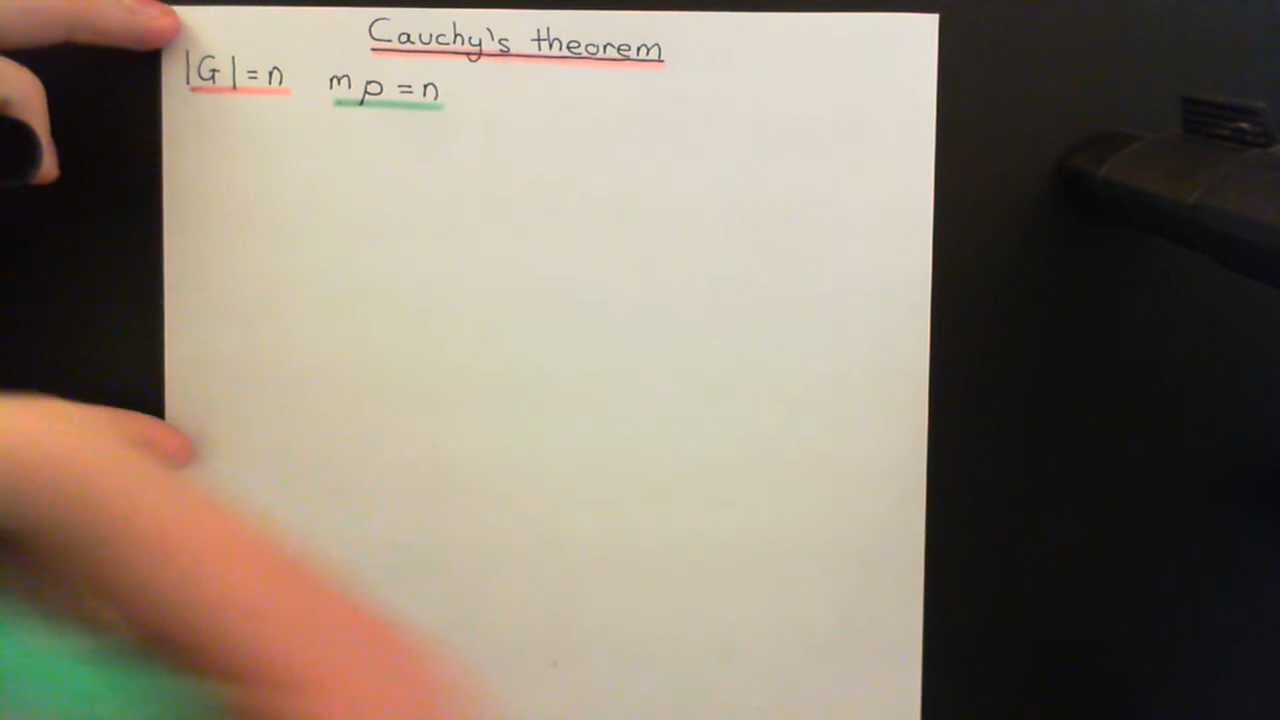 Cauchy's theorem
|G| = n mp = n